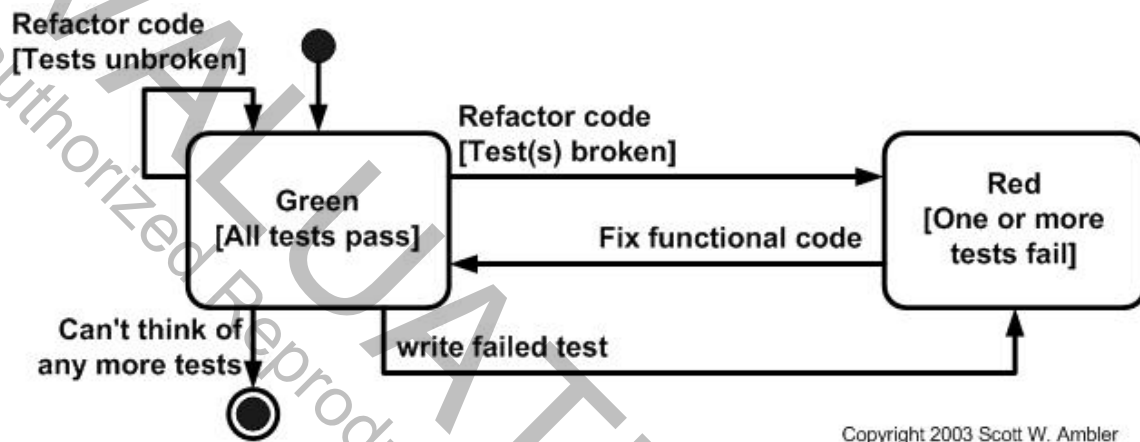 Refactor code
[Tests unbroken]
Refactor code
[Test(s) broken]
Green
[All tests pass]
Red
[One or more
tests fail]
Fix functional code
Can't think of
any more tests
write failed test
Copyright 2003 Scott W. Ambler